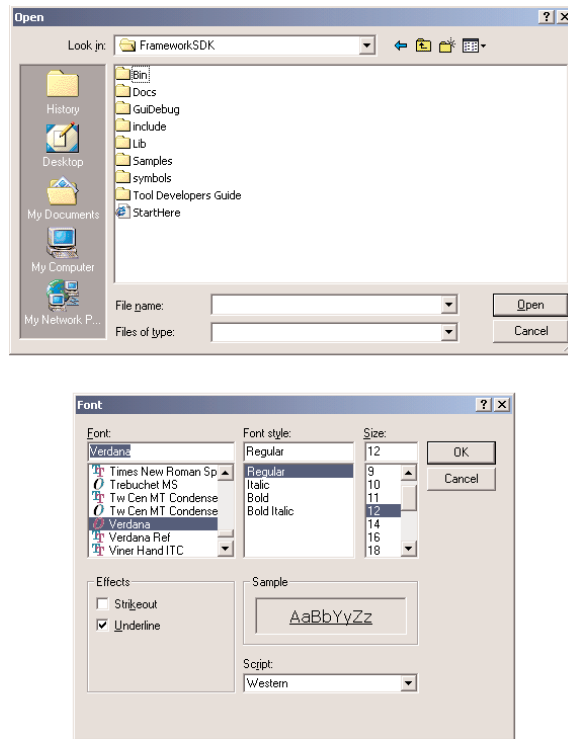 Open
Look in: FrameworkSDK
History
Desktop
My Documents
My Computer
My Network P...
Bin
Docs
GuiDebug
include
Lib
Samples
symbols
Tool Developers Guide
StartHere
File name:
Open
Files of type:
Cancel
Font
Font:
Verdana
Times New Roman Sp
Trebuchet MS
Tw Cen MT Condense
Tw Cen MT Condense
Verdana
Verdana Ref
Viner Hand ITC
Font style:
Regular
Regular
Italic
Bold
Bold Italic
Size:
12
9
10
11
12
14
16
18
OK
Cancel
Effects
Strikeout
Underline
Sample
AaBbYyZz
Script:
Western